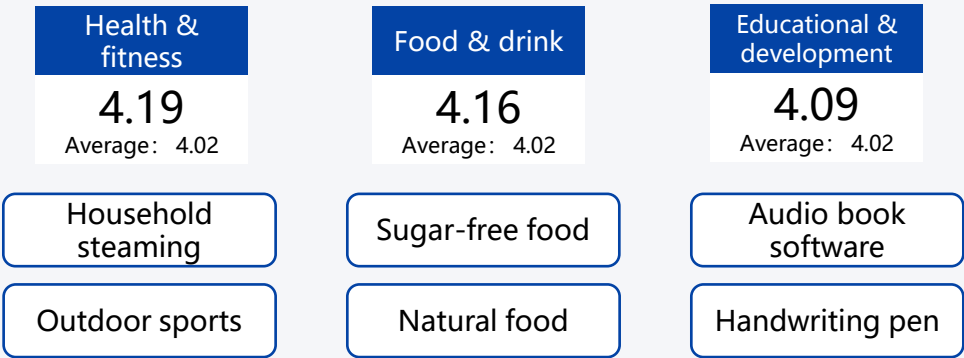 Health &
fitness
4.19
Average： 4.02
Household
steaming
Outdoor sports
Food & drink
4.16
Average： 4.02
Sugar-free food
Natural food
Educational &
development
4.09
Average： 4.02
Audio book
software
Handwriting pen